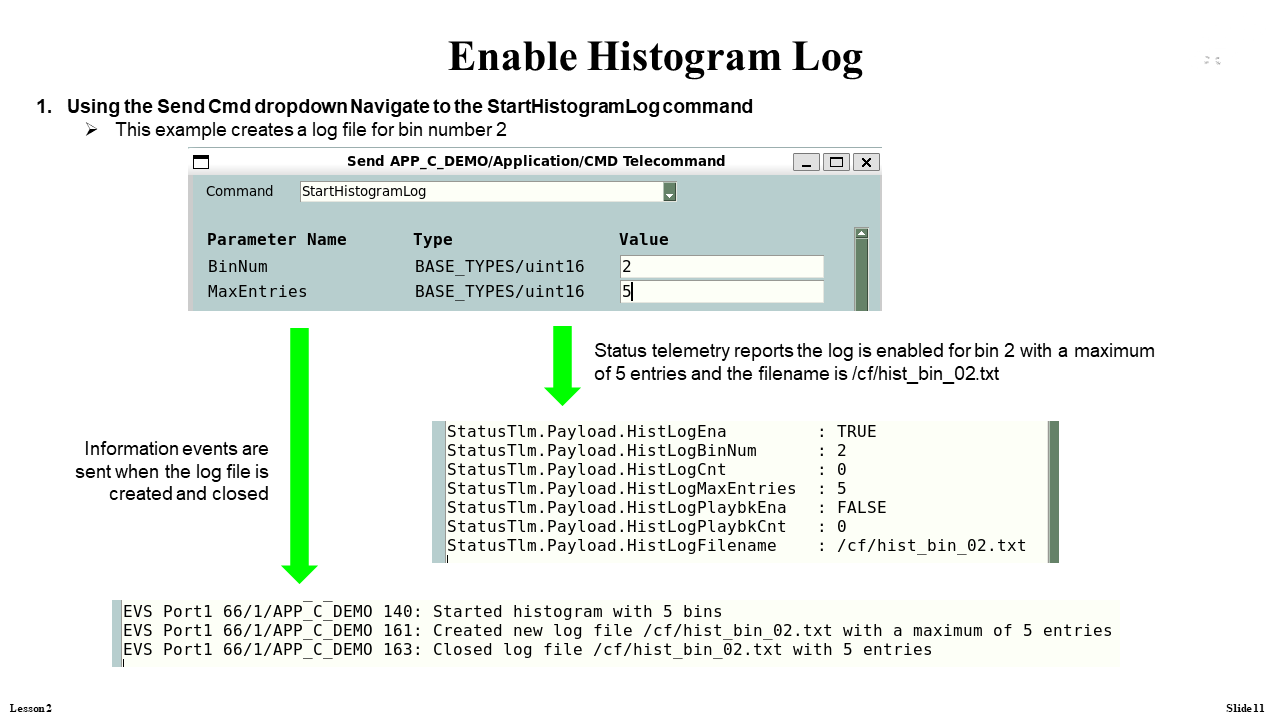 Enable Histogram Log
1. Using the Send Cmd dropdown Navigate to the StartHistogramLog command
This example creates a log file for bin number 2
Send APP_C_DEMO/Application/CMD Telecommand
Command StartHistogramLog
Parameter Name Type Value
BinNum BASE_TYPES/uint16 2
MaxEntries BASE_TYPES/uint16 5
Status telemetry reports the log is enabled for bin 2 with a maximum
of 5 entries and the filename is /cf/hist_bin_02.txt
Information events are
sent when the log file is
created and closed
StatusTlm.Payload.HistLogEna : TRUE
StatusTlm.Payload.HistLogBinNum : 2
StatusTlm.Payload.HistLogCnt : 0
StatusTlm.Payload.HistLogMaxEntries : 5
StatusTlm.Payload.HistLogPlaybkEna : FALSE
StatusTlm.Payload.HistLogPlaybkCnt : 0
StatusTlm.Payload.HistLogFilename : /cf/hist_bin_02.txt
EVS Port1 66/1/APP_C_DEMO 140: Started histogram with 5 bins
EVS Port1 66/1/APP_C_DEMO 161: Created new log file /cf/hist_bin_02.txt with a maximum of 5 entries
EVS Port1 66/1/APP_C_DEMO 163: Closed log file /cf/hist_bin_02.txt with 5 entries
Lesson 2
Slide 11